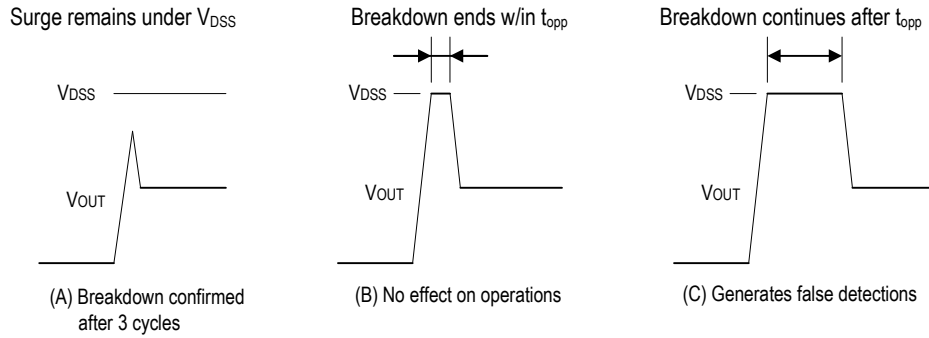 Surge remains under VDSS
Breakdown ends w/in topp
Breakdown continues after topp
VDSS
VOUT
VDSS
VOUT
VDSS
VOUT
(A) Breakdown confirmed
after 3 cycles
(B) No effect on operations
(C) Generates false detections